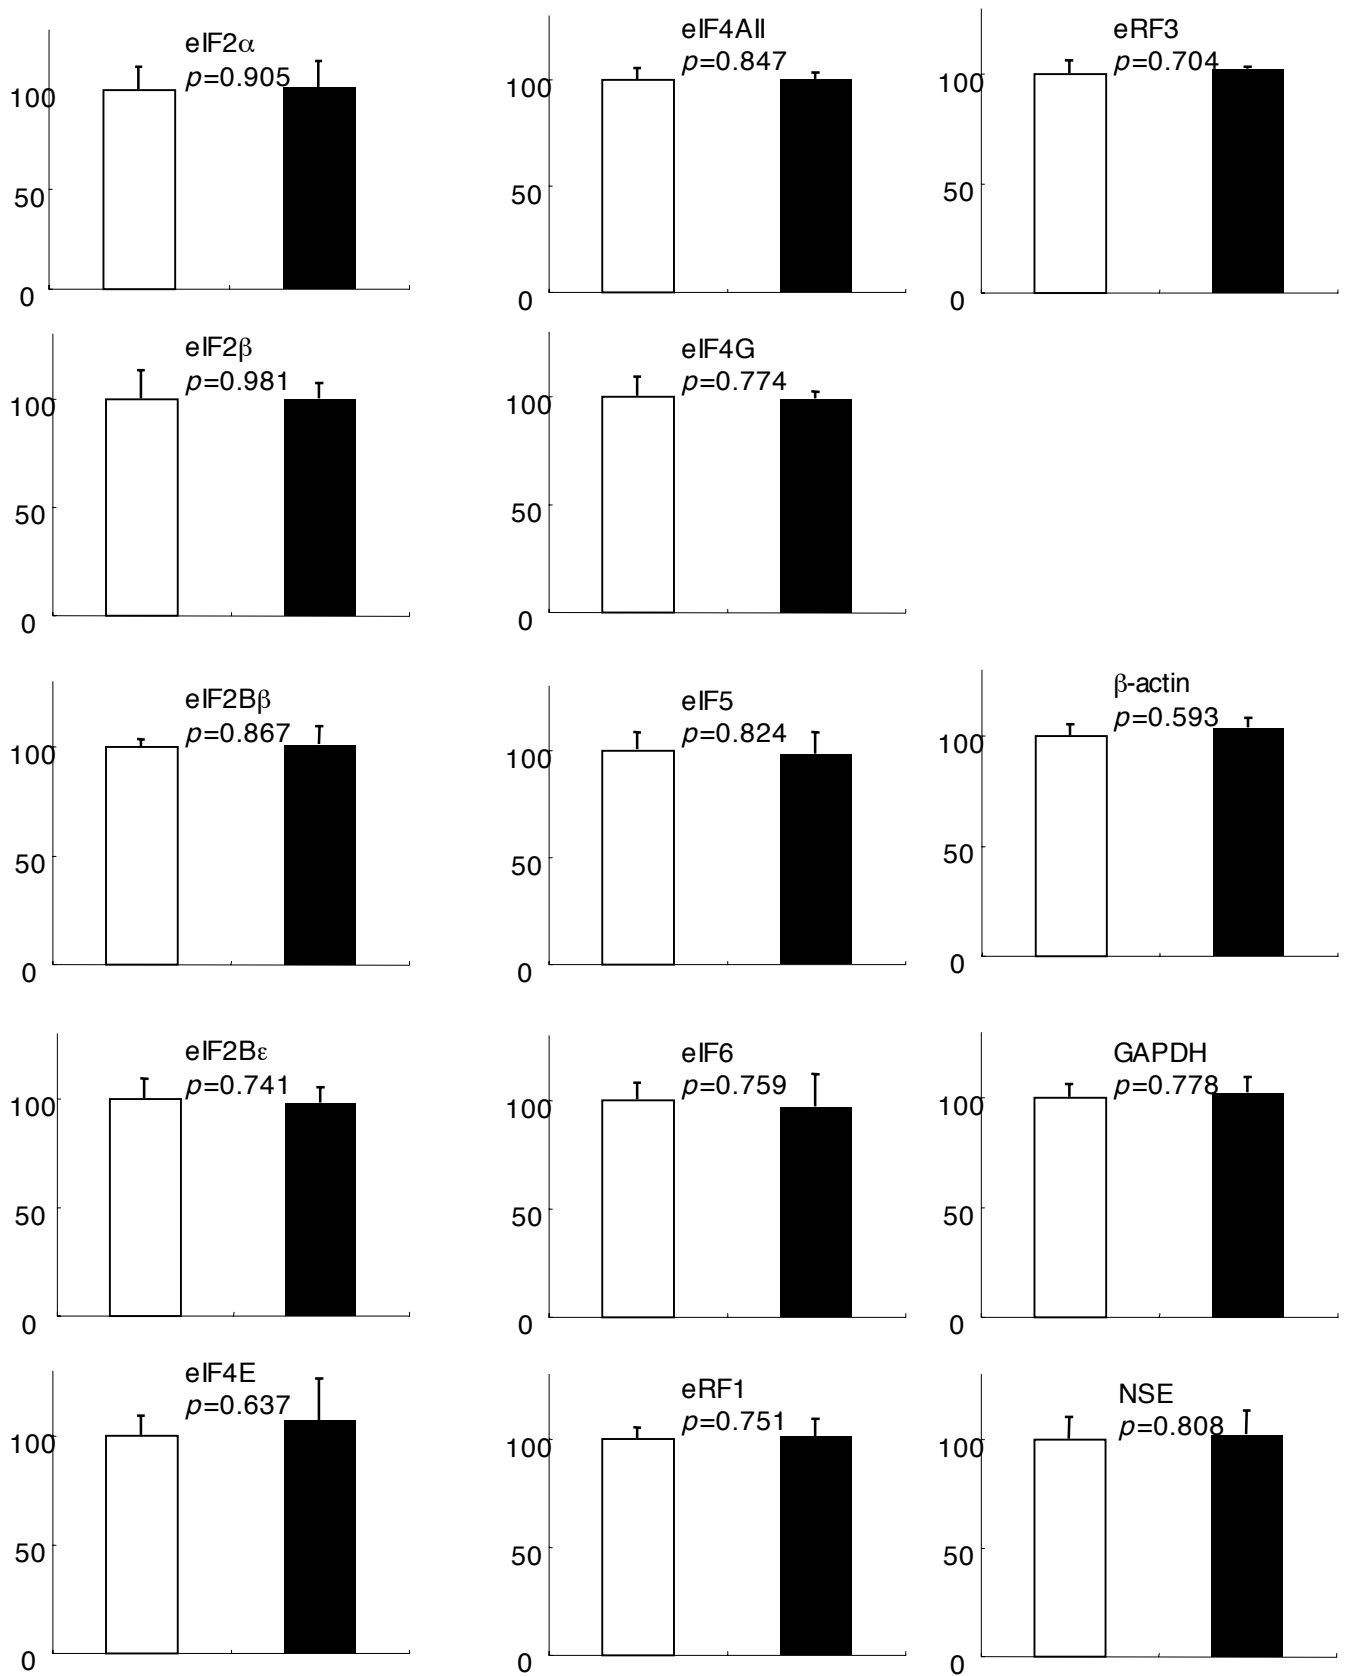 eIF2α
p=0.905
100
50
0
eIF4AII
p=0.847
100
50
0
eRF3
p=0.704
100
50
0
eIF2β
p=0.981
100
50
0
eIF4G
p=0.774
100
50
0
eIF2Bβ
p=0.867
100
50
0
eIF5
p=0.824
100
50
0
β-actin
p=0.593
100
50
0
eIF2Bε
p=0.741
100
50
0
eIF6
p=0.759
100
50
0
GAPDH
p=0.778
100
50
0
eIF4E
p=0.637
100
50
0
eRF1
p=0.751
100
50
0
NSE
p=0.808
100
50
0